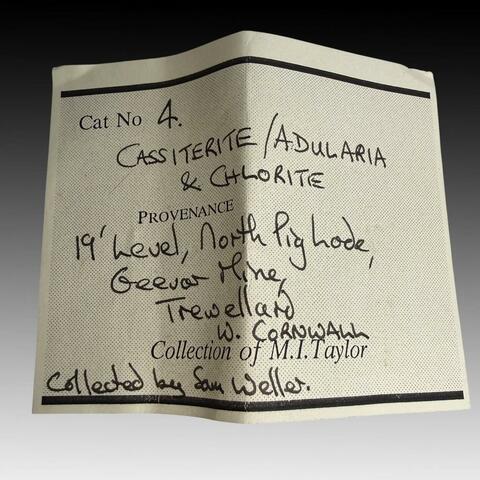 Cat No 4.
CASSITERITE/ADULARIA
& CHLORITE
PROVENANCE
19' Level, North Pig Lode,
Geevor Mine,
Trewellard
W. CORNWALL
Collection of M.I.Taylor
Collected by Sam Weller.